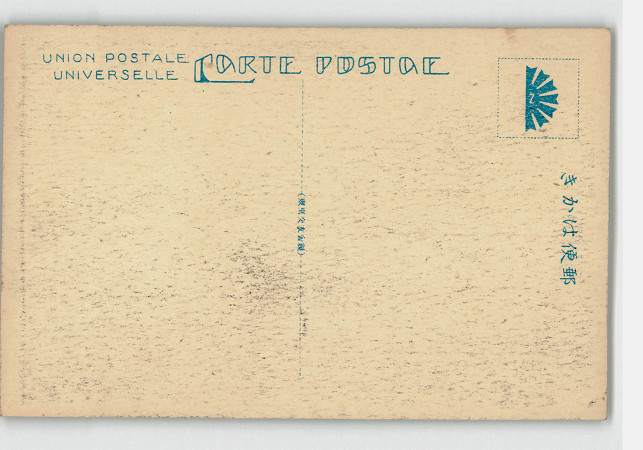 UNION POSTALE
UNIVERSELLE
CARTE POSTALE
きかは便郵